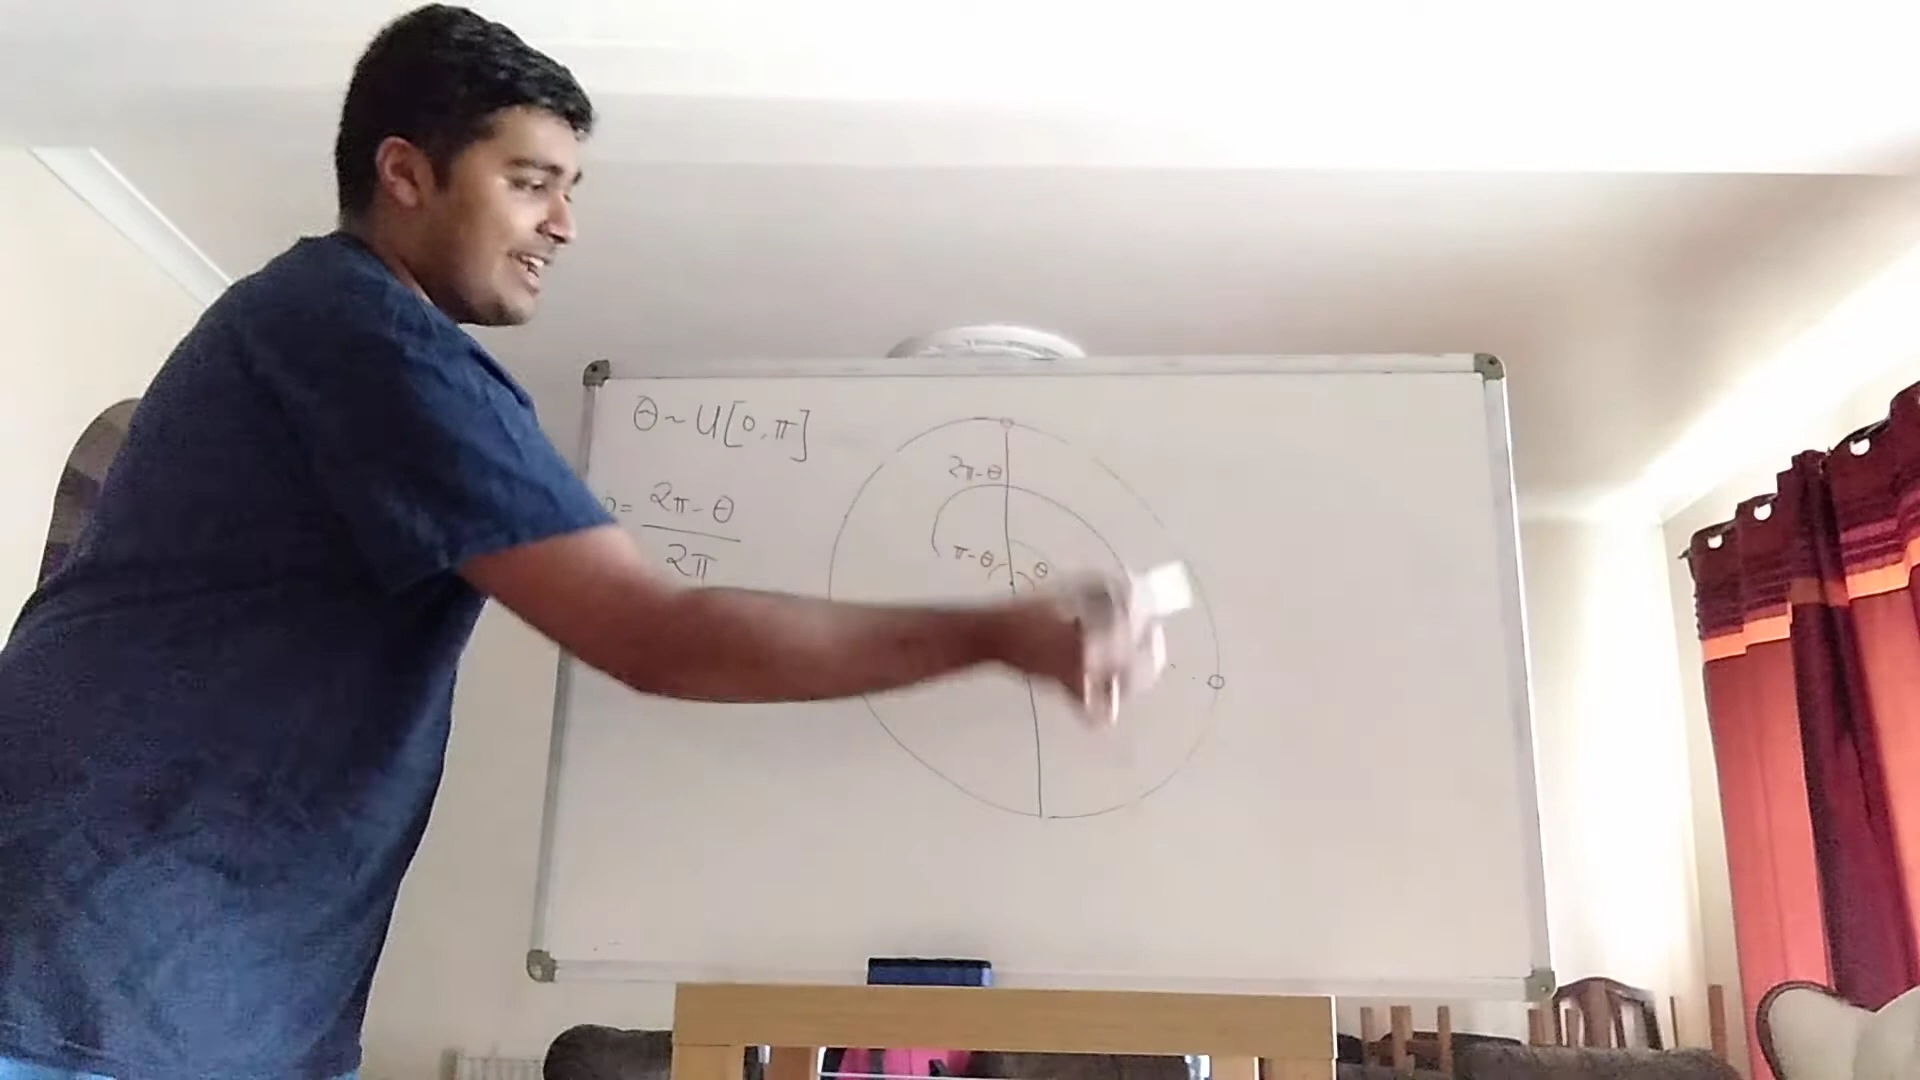 θ ~ U[0, π]
p = 2π - θ
2π
2π - θ
π - θ
θ